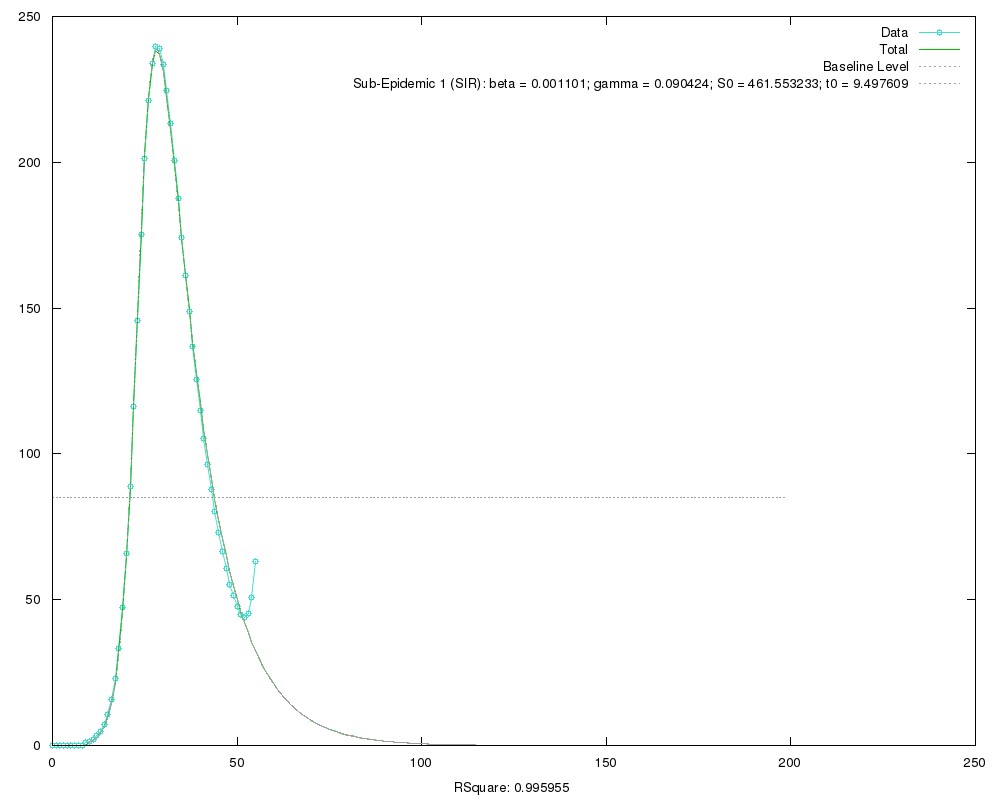 250
200
150
100
50
0
Data
Total
Baseline Level
Sub-Epidemic 1 (SIR): beta = 0.001101; gamma = 0.090424; S0 = 461.553233; t0 = 9.497609
0 50 100 150 200 250
RSquare: 0.995955